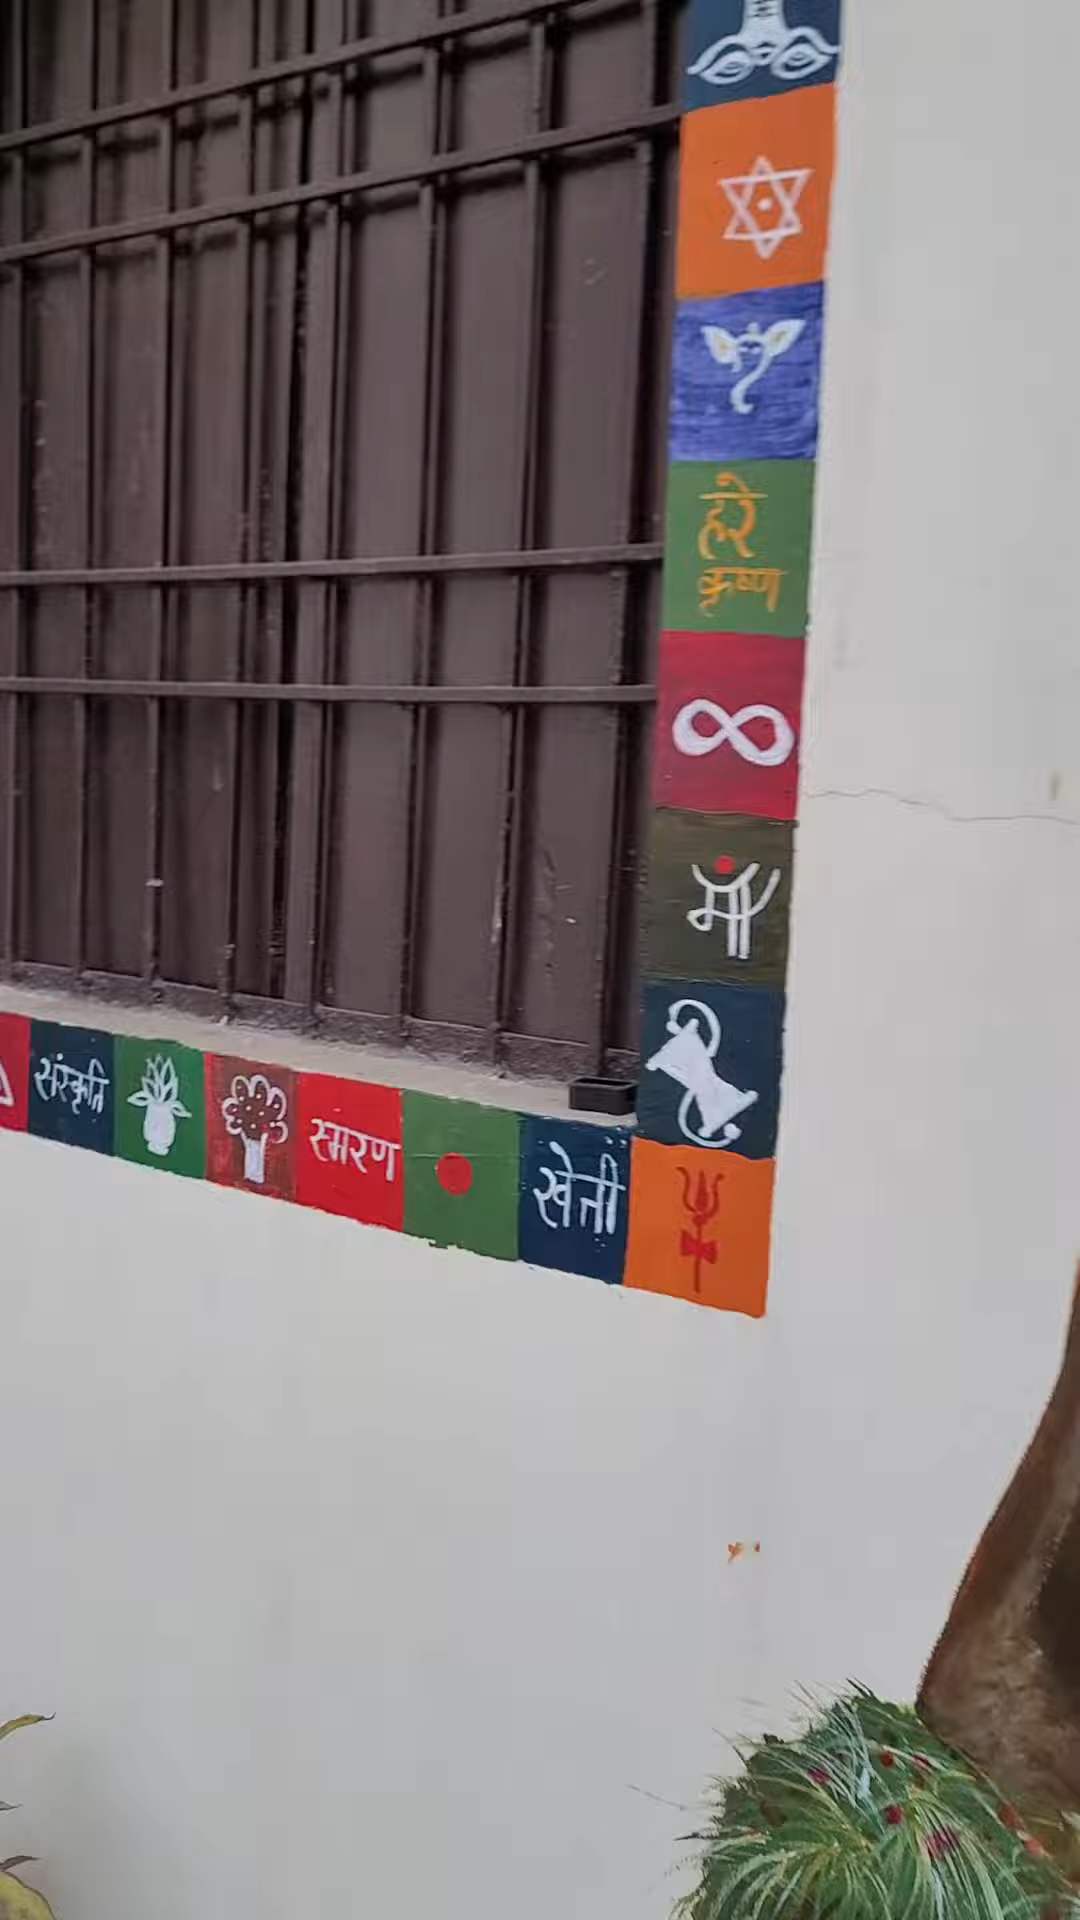 हरे
कृष्ण
माँ
संस्कृति
स्मरण
खेती